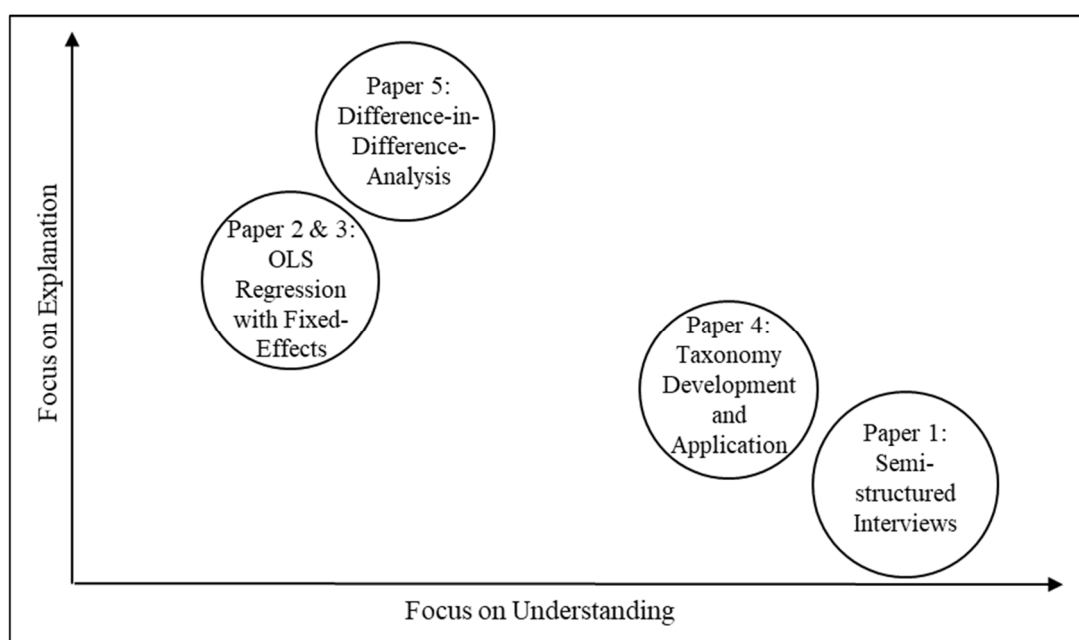 Paper 5:
Difference-in-
Difference-
Analysis
Paper 2 & 3:
OLS
Regression
with Fixed-
Effects
Paper 4:
Taxonomy
Development
and
Application
Paper 1:
Semi-
structured
Interviews
Focus on Explanation
Focus on Understanding